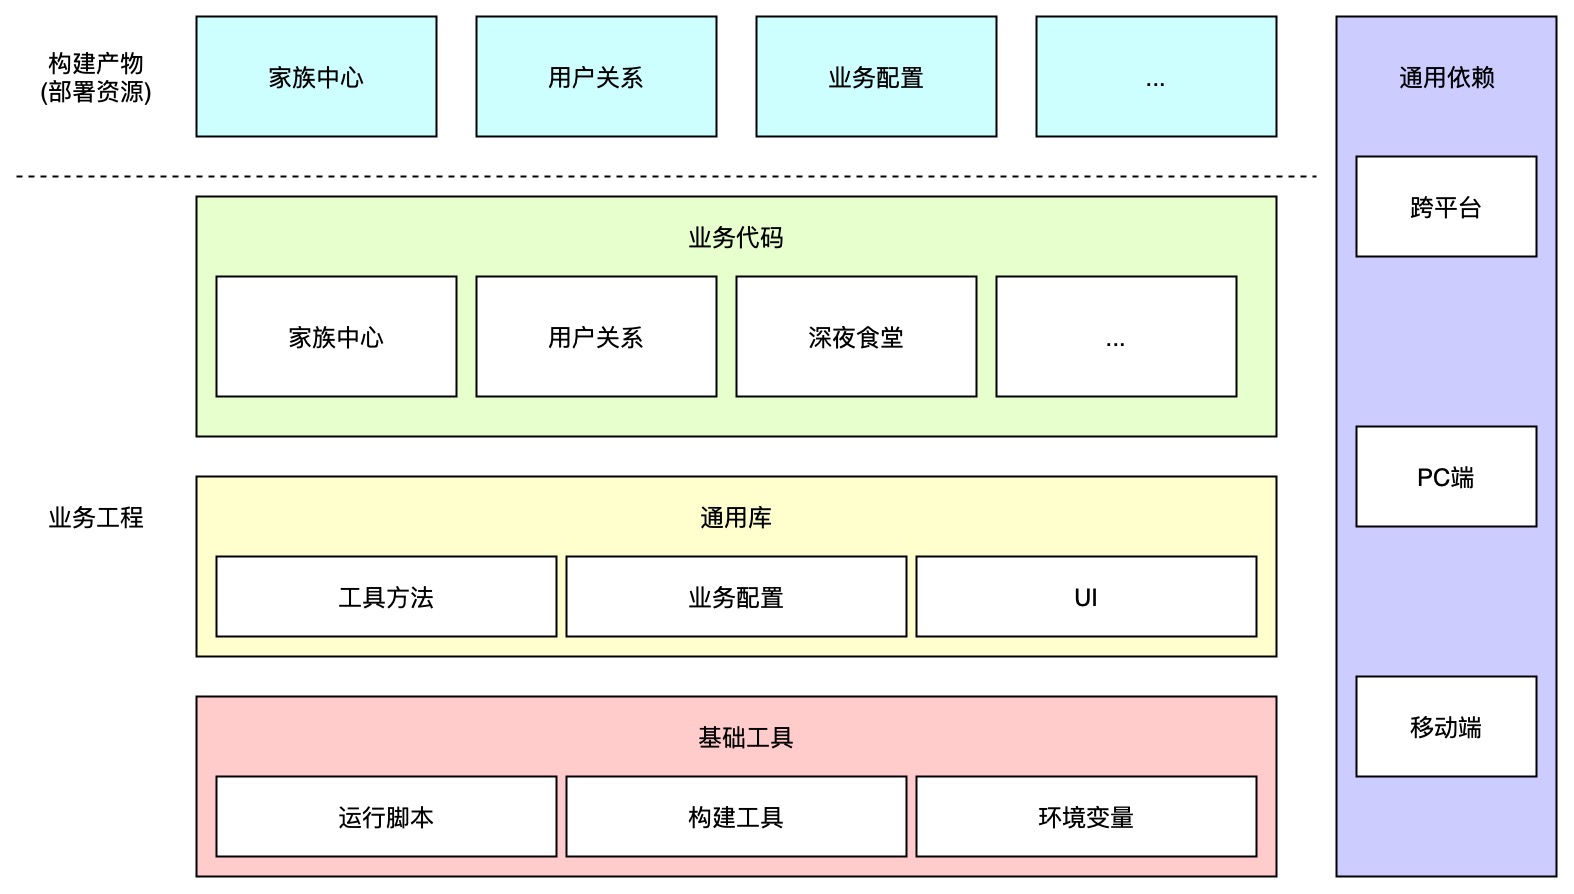 构建产物
(部署资源)
家族中心
用户关系
业务配置
...
业务工程
业务代码
家族中心
用户关系
深夜食堂
...
通用库
工具方法
业务配置
UI
基础工具
运行脚本
构建工具
环境变量
通用依赖
跨平台
PC端
移动端